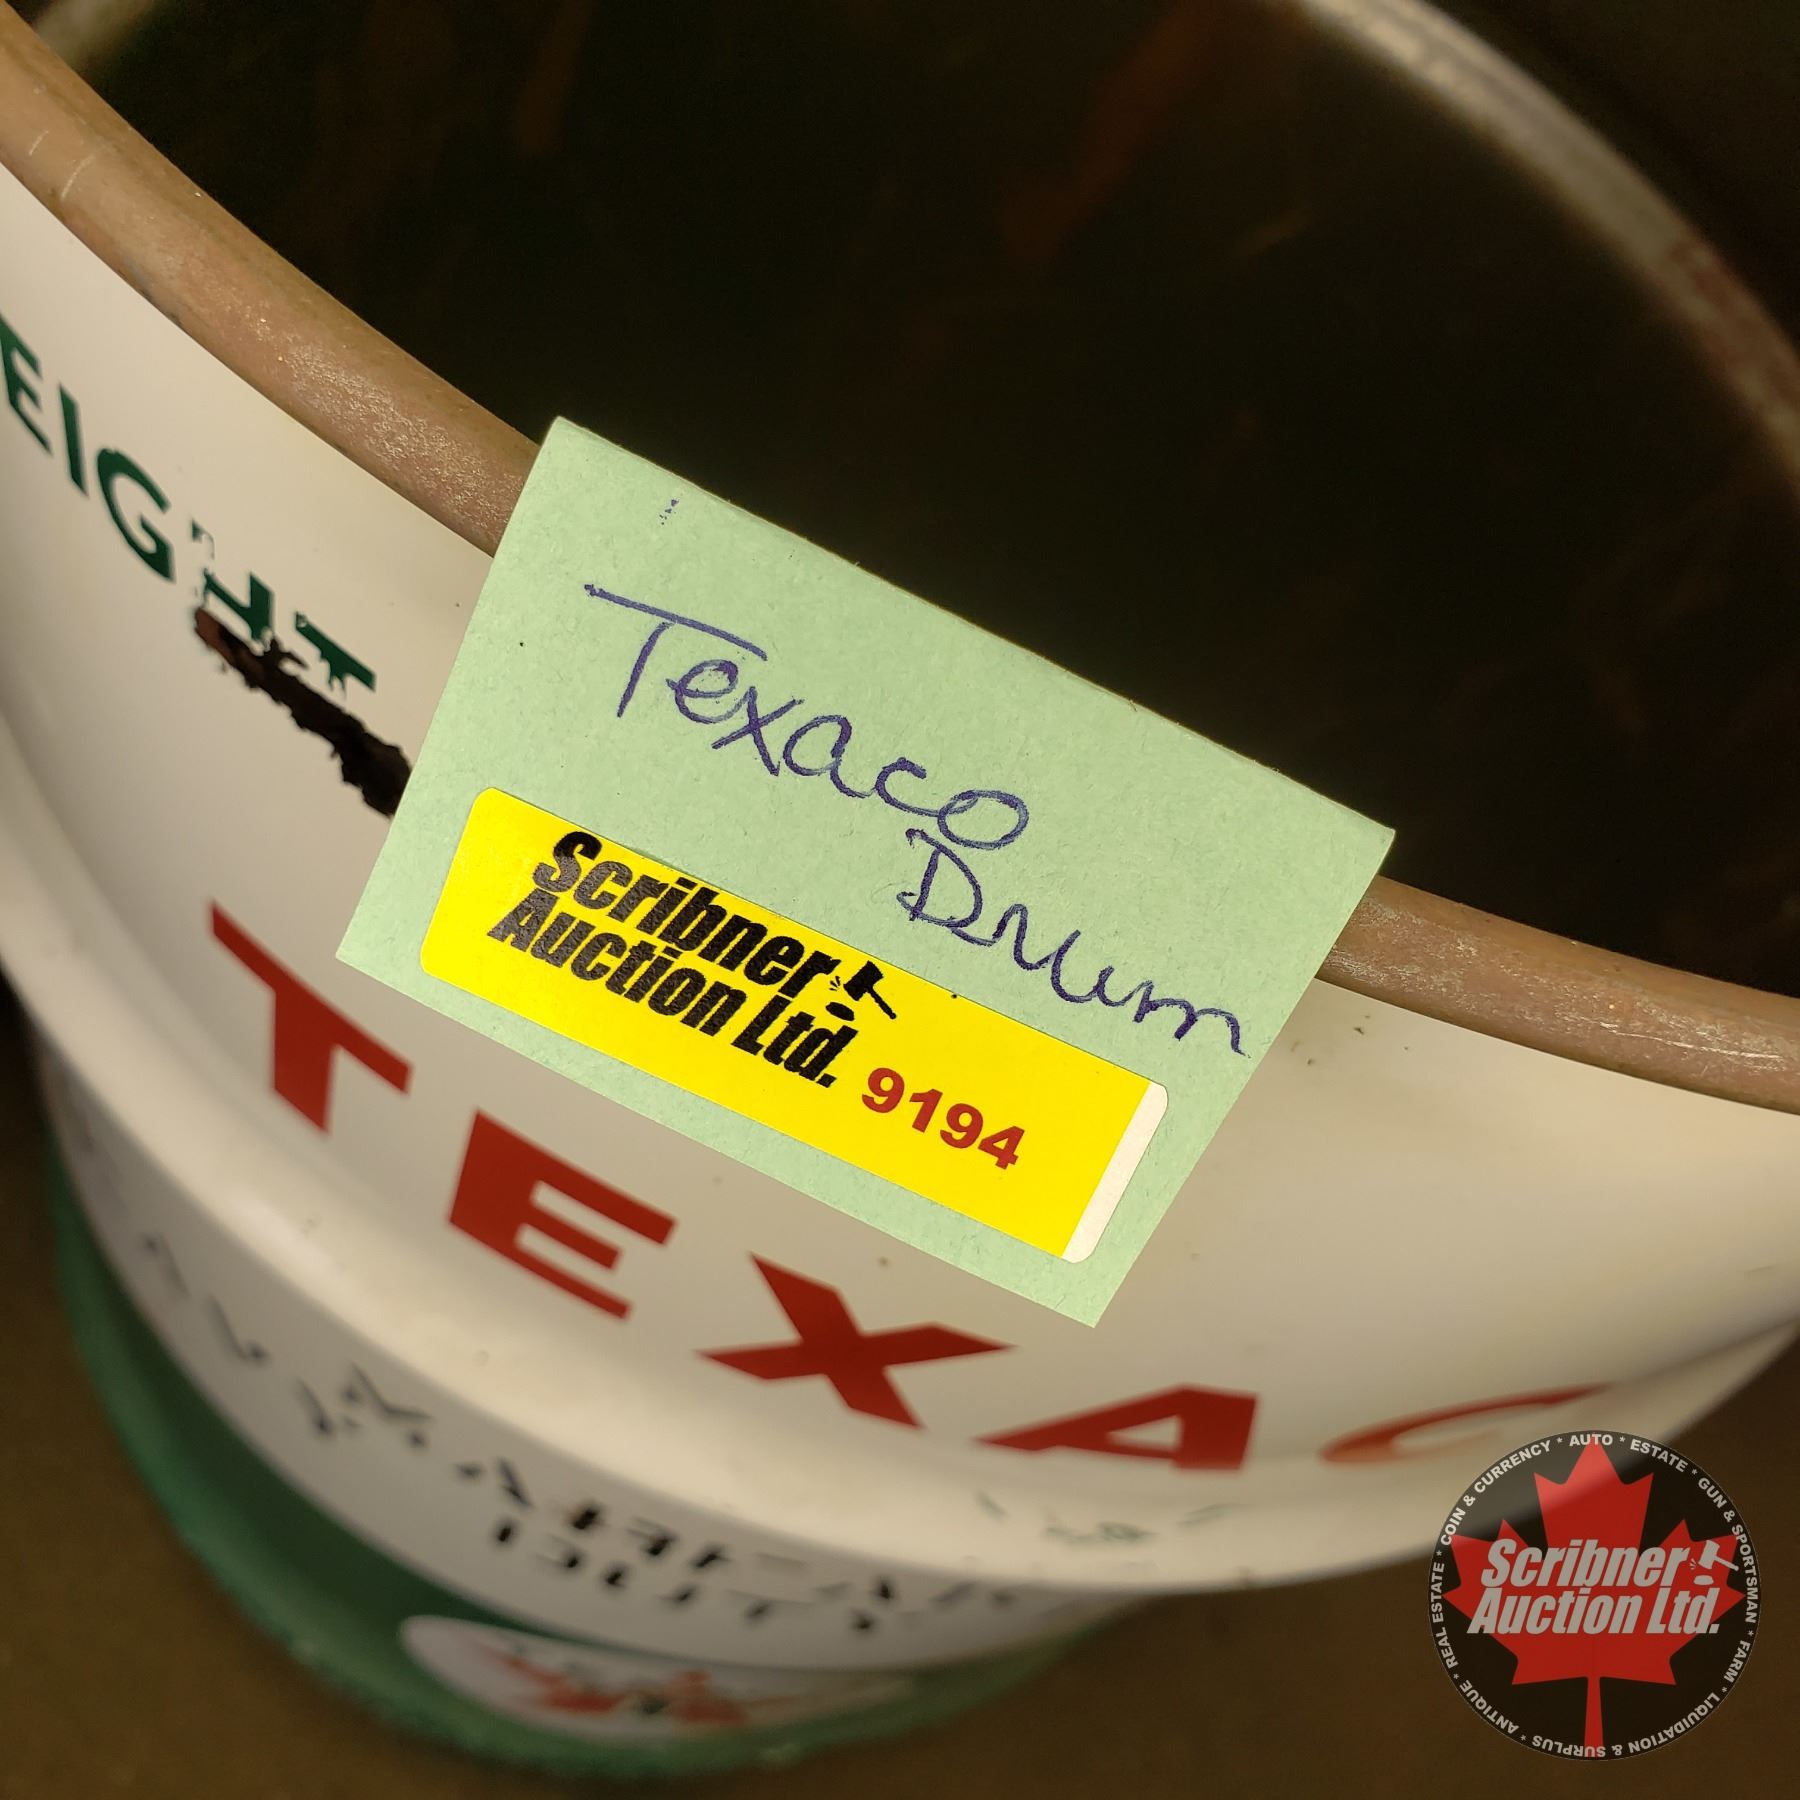 EIGHT
Texaco
Drum
Scribner
Auction Ltd.
9194
TEXAC
DUTY
COIN & CURRENCY * AUTO * ESTATE * GUN & SPORTSMAN * FARM * LIQUIDATION & SURPLUS * ANTIQUE * REAL ESTATE *
Scribner
Auction Ltd.